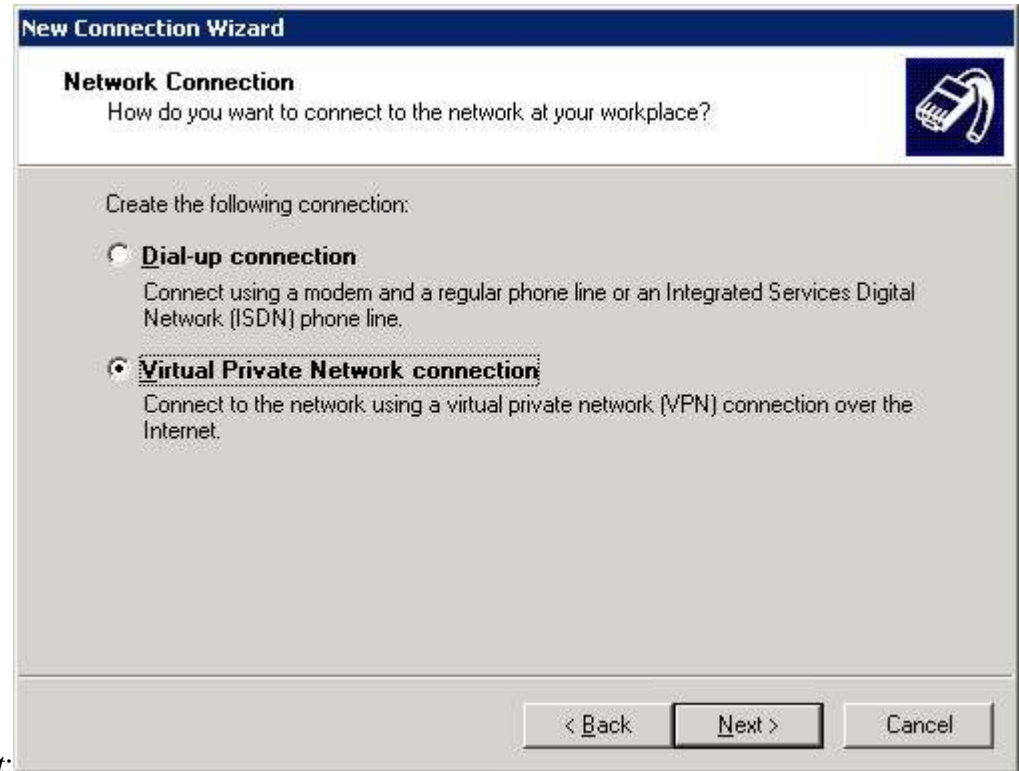 New Connection Wizard
Network Connection
How do you want to connect to the network at your workplace?
Create the following connection:
Dial-up connection
Connect using a modem and a regular phone line or an Integrated Services Digital
Network (ISDN) phone line.
Virtual Private Network connection
Connect to the network using a virtual private network (VPN) connection over the
Internet.
< Back Next > Cancel